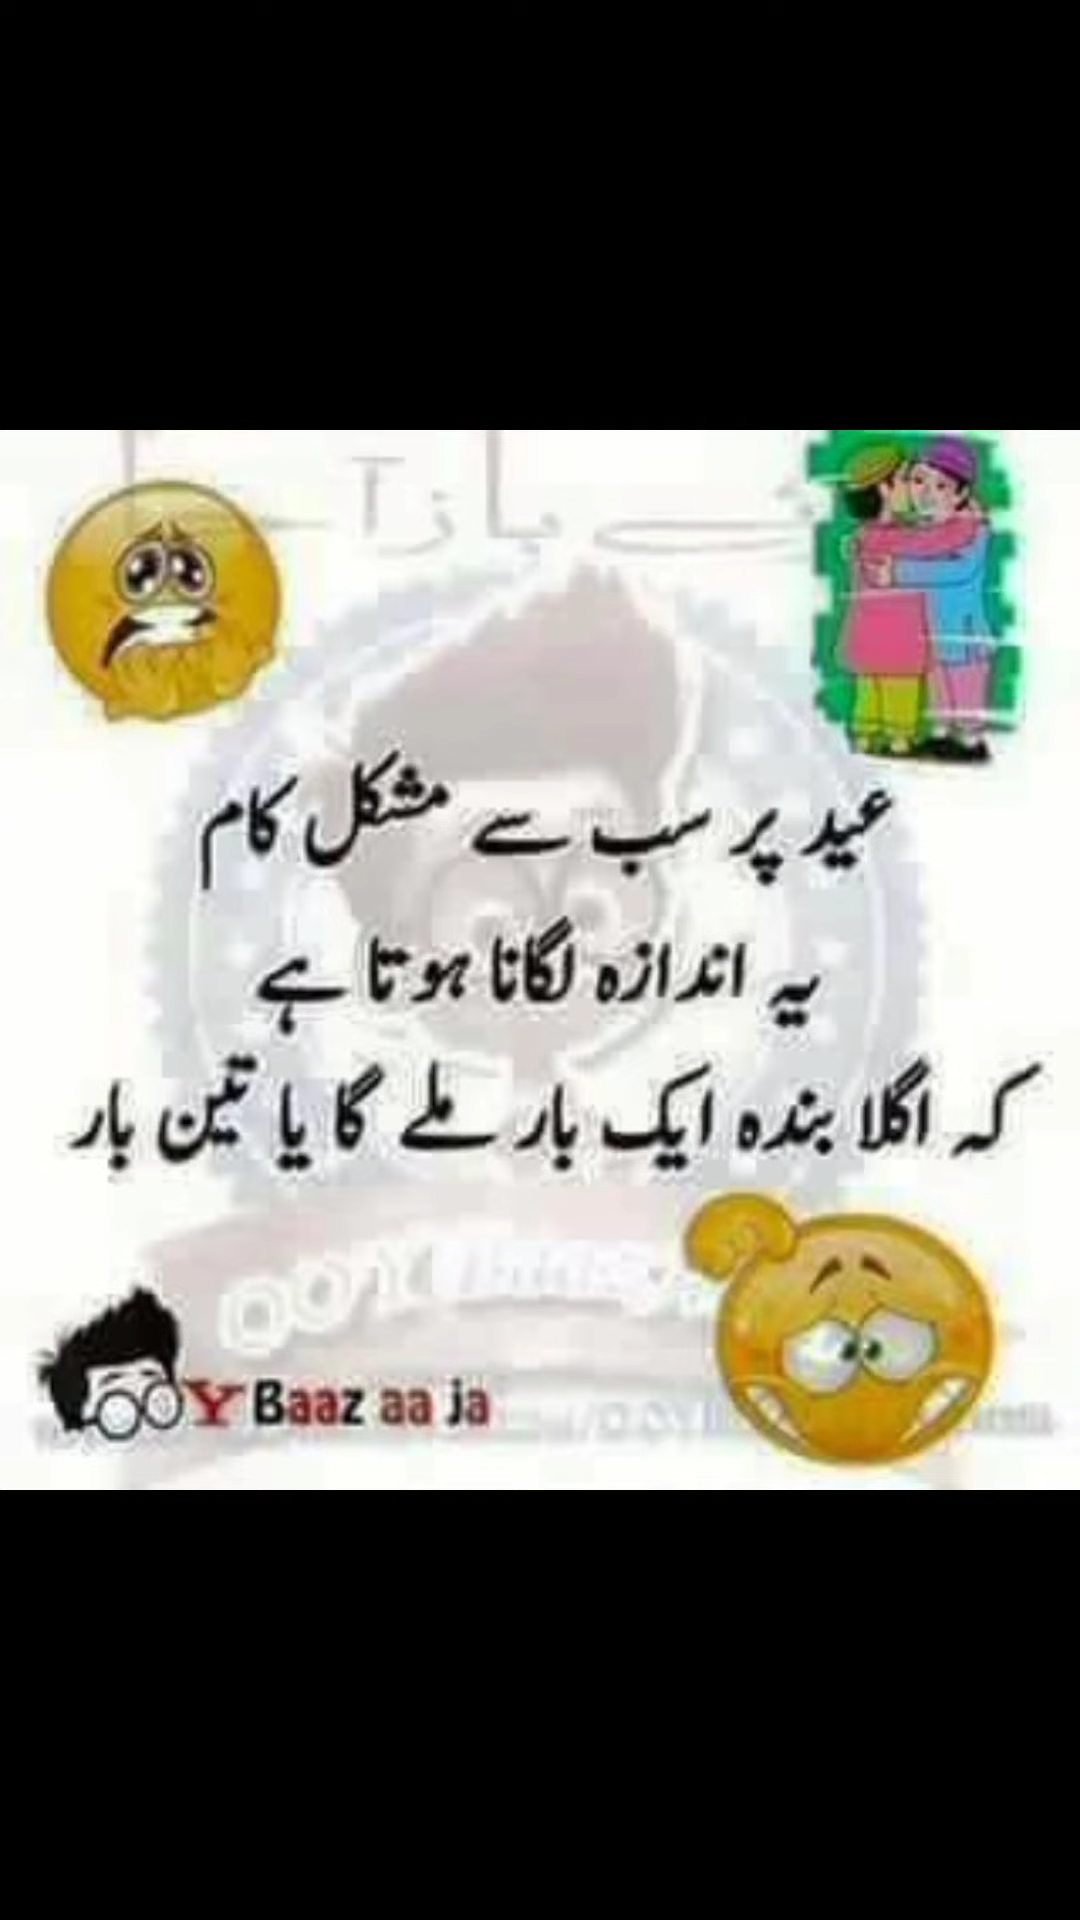 عید پر سب سے مشکل کام
یہ اندازہ لگانا ہوتا ہے
کہ اگلا بندہ ایک بار ملے گا یا تین بار
OOY Baaz aa ja